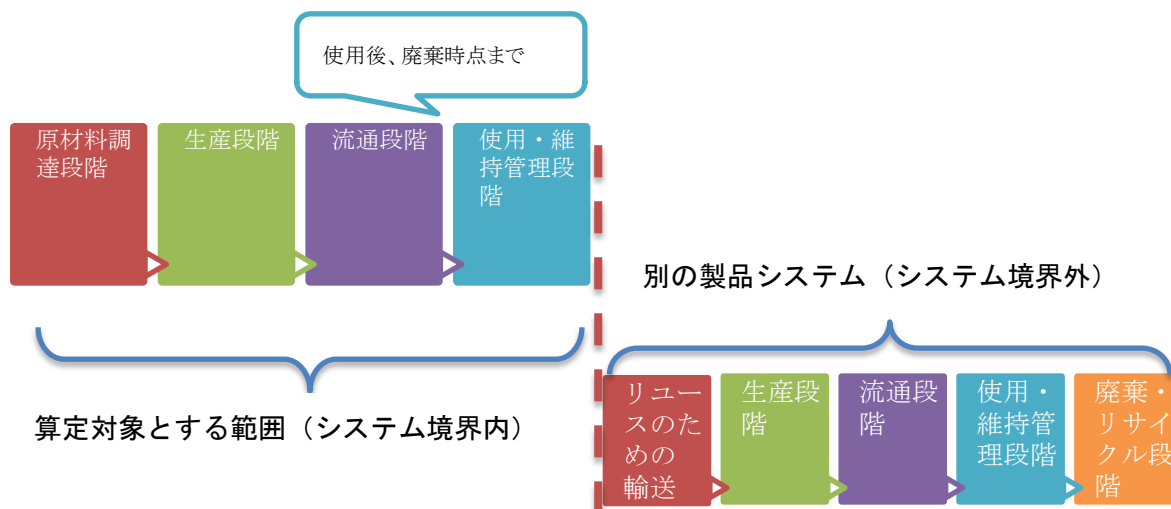 使用後、廃棄時点まで
原材料調
達段階
生産段階
流通段階
使用・維
持管理段
階
別の製品システム（システム境界外）
算定対象とする範囲（システム境界内）
リユー
スのた
めの
輸送
生産段
階
流通段
階
使用・
維持管
理段階
廃棄・
リサイ
クル段
階